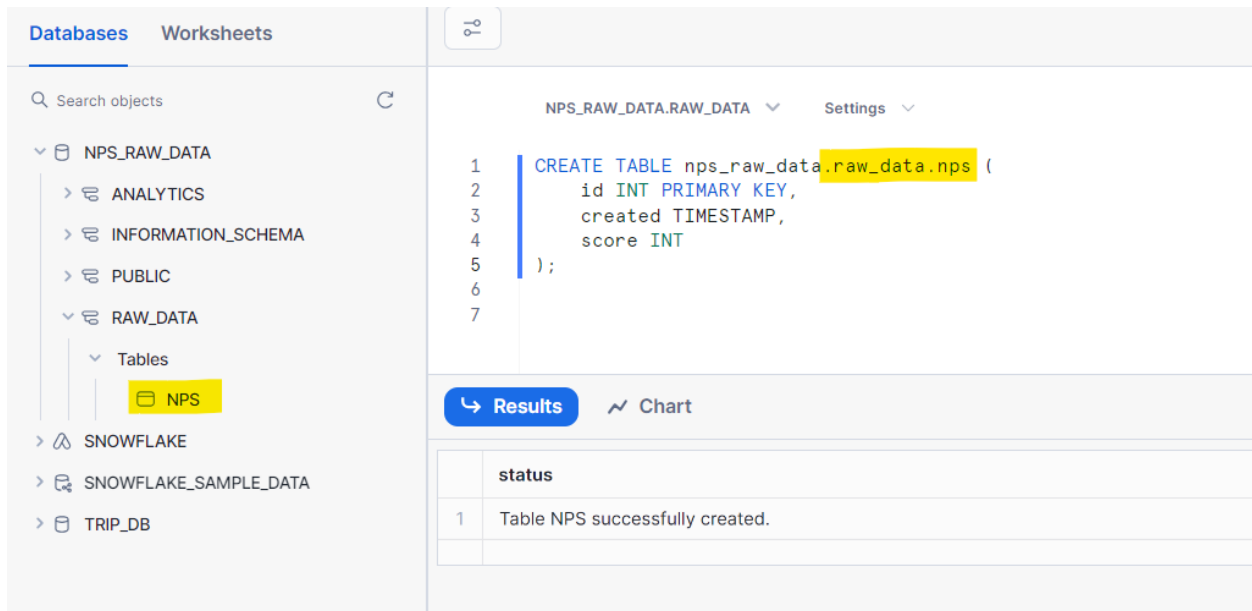 Databases Worksheets
Search objects
NPS_RAW_DATA
ANALYTICS
INFORMATION_SCHEMA
PUBLIC
RAW_DATA
Tables
NPS
SNOWFLAKE
SNOWFLAKE_SAMPLE_DATA
TRIP_DB
NPS_RAW_DATA.RAW_DATA Settings
1 CREATE TABLE nps_raw_data.raw_data.nps (
2 id INT PRIMARY KEY,
3 created TIMESTAMP,
4 score INT
5 );
6
7
Results Chart
status
1 Table NPS successfully created.